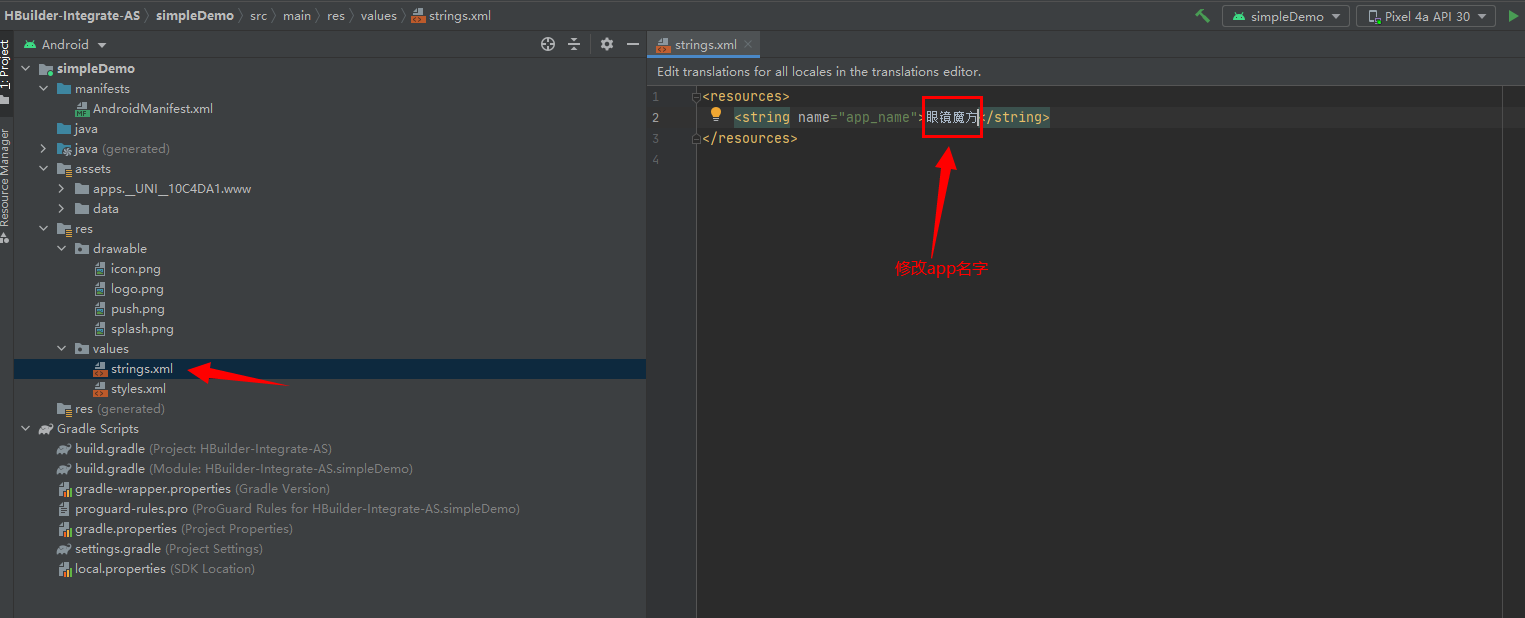 HBuilder-Integrate-AS simpleDemo src main res values strings.xml
simpleDemo
Pixel 4a API 30
1: Project
Resource Manager
Android
simpleDemo
manifests
AndroidManifest.xml
java
java (generated)
assets
apps.__UNI__10C4DA1.www
data
res
drawable
icon.png
logo.png
push.png
splash.png
values
strings.xml
styles.xml
res (generated)
Gradle Scripts
build.gradle (Project: HBuilder-Integrate-AS)
build.gradle (Module: HBuilder-Integrate-AS.simpleDemo)
gradle-wrapper.properties (Gradle Version)
proguard-rules.pro (ProGuard Rules for HBuilder-Integrate-AS.simpleDemo)
gradle.properties (Project Properties)
settings.gradle (Project Settings)
local.properties (SDK Location)
strings.xml
Edit translations for all locales in the translations editor.
1 <resources>
2 <string name="app_name">眼镜魔方</string>
3 </resources>
4
修改app名字